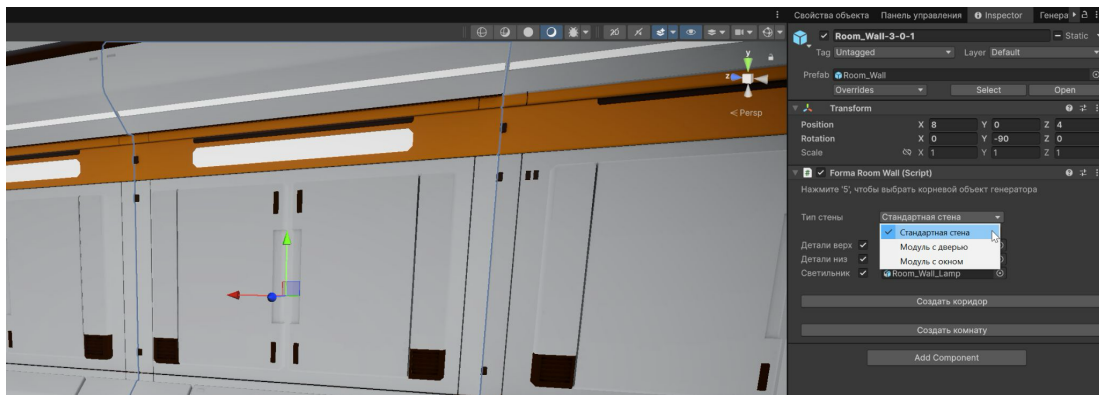 Свойства объекта Панель управления Inspector Генера
Room_Wall-3-0-1 Static
Tag Untagged Layer Default
Prefab Room_Wall
Overrides Select Open
Transform
Position X 8 Y 0 Z 4
Rotation X 0 Y -90 Z 0
Scale X 1 Y 1 Z 1
Forma Room Wall (Script)
Нажмите '5', чтобы выбрать корневой объект генератора
Тип стены Стандартная стена
Стандартная стена
Детали верх Модуль с дверью
Детали низ Модуль с окном
Светильник Room_Wall_Lamp
Создать коридор
Создать комнату
Add Component
2D
y
z
Persp